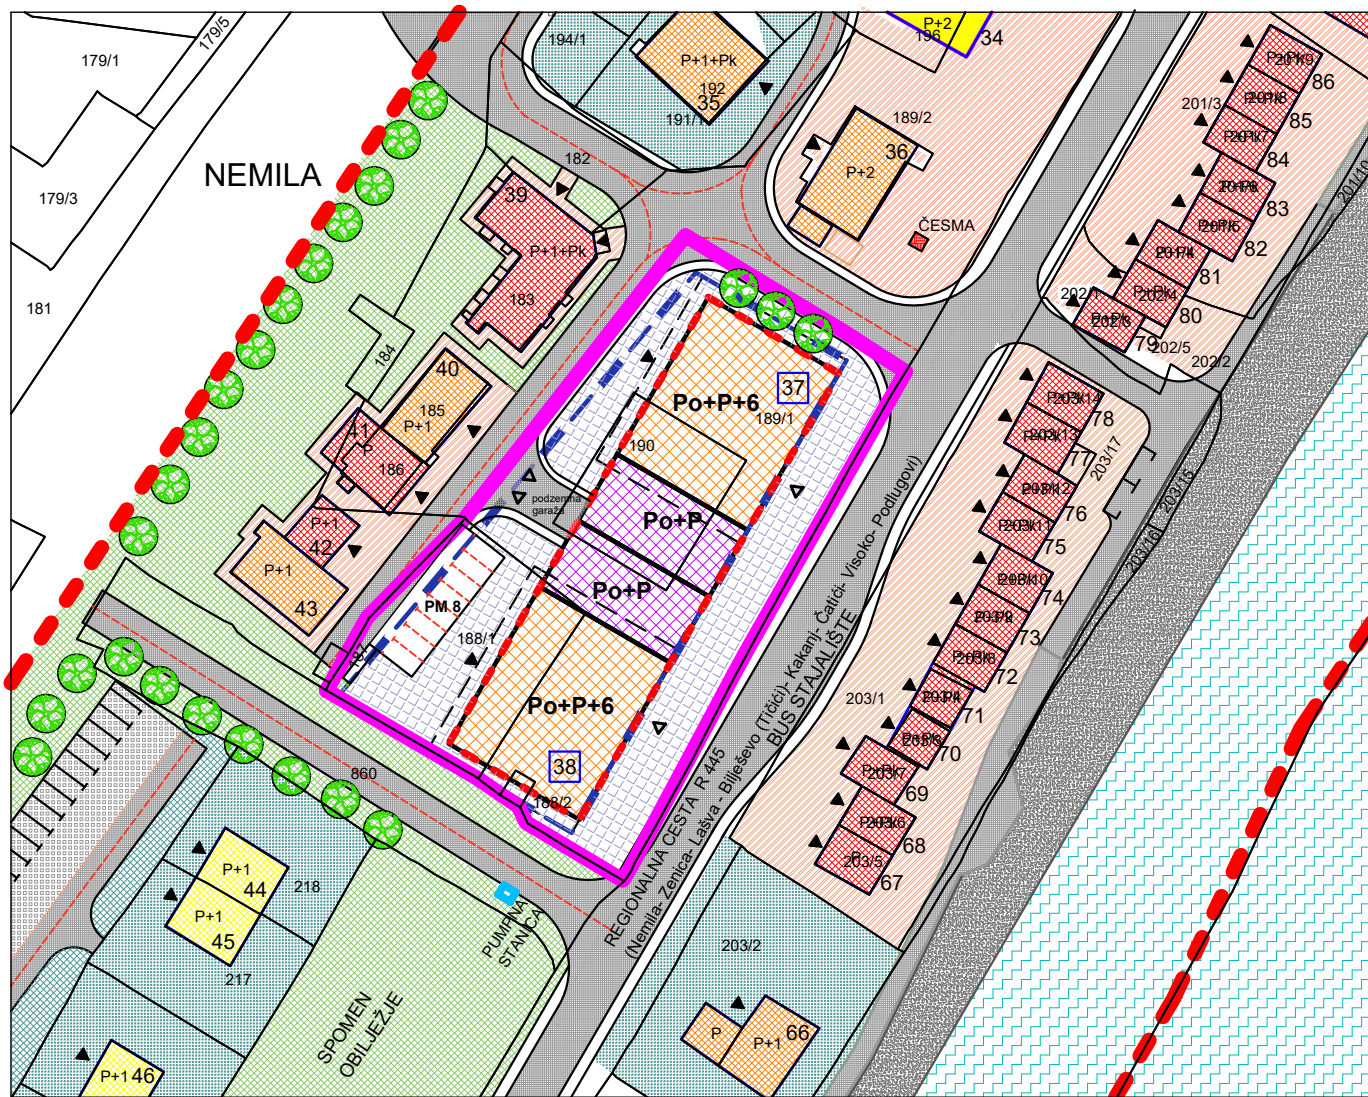 179/1
179/5
194/1
P+1+Pk
192
35
191/1
P+2
196
34
86
201/3
85
84
83
82
81
80
79
179/3
NEMILA
182
189/2
36
P+2
ČESMA
39
P+1+Pk
183
181
184
40
185
P+1
41
P
186
P+1
42
P+1
43
37
Po+P+6
189/1
190
podzemna
garaža
Po+P
Po+P
PM 8
188/1
187
Po+P+6
38
188/2
202/4
202/5
202/2
78
77
203/17
76
75
203/15
203/16
74
73
72
71
70
69
68
67
203/7
203/5
203/1
REGIONALNA CESTA R 445
(Nemila- Zenica- Lašva - Bilješevo (Tičići)- Kakanj- Ćatići- Visoko- Podlugovi)
BUS STAJALIŠTE
860
P+1
44
218
P+1
45
217
PUMPNA
STANICA
SPOMEN
OBILJEŽJE
203/2
P
P+1
66
P+1
46